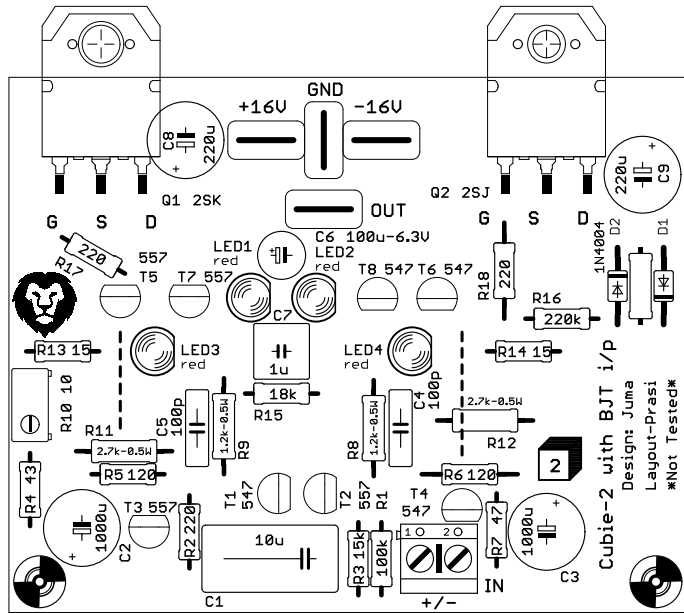 GND
+16V
-16V
C8
220u
+
220u
C9
+
Q1 2SK
Q2 2SJ
OUT
G S D
G S D
D2
D1
1N4004
C6 100u-6.3V
LED1
red
LED2
red
220
R17
557
T5
T7 557
T8 547
T6 547
R18
220
R16
220k
C7
1u
LED3
red
LED4
red
R13 15
R14 15
R10 10
18k
R15
C5
100p
1.2k-0.5W
R9
1.2k-0.5W
R8
C4
100p
2.7k-0.5W
R12
R11
2.7k-0.5W
R5 120
R6 120
2
R4 43
T1
547
T2
557
R1
T4
547
T3 557
1000u
C2
+
R2 220
10u
C1
R3 15k
100k
1
2
IN
+/-
R7 47
1000u
C3
+
Cubie-2 with BJT i/p
Design: Juma
Layout-Prasi
*Not Tested*